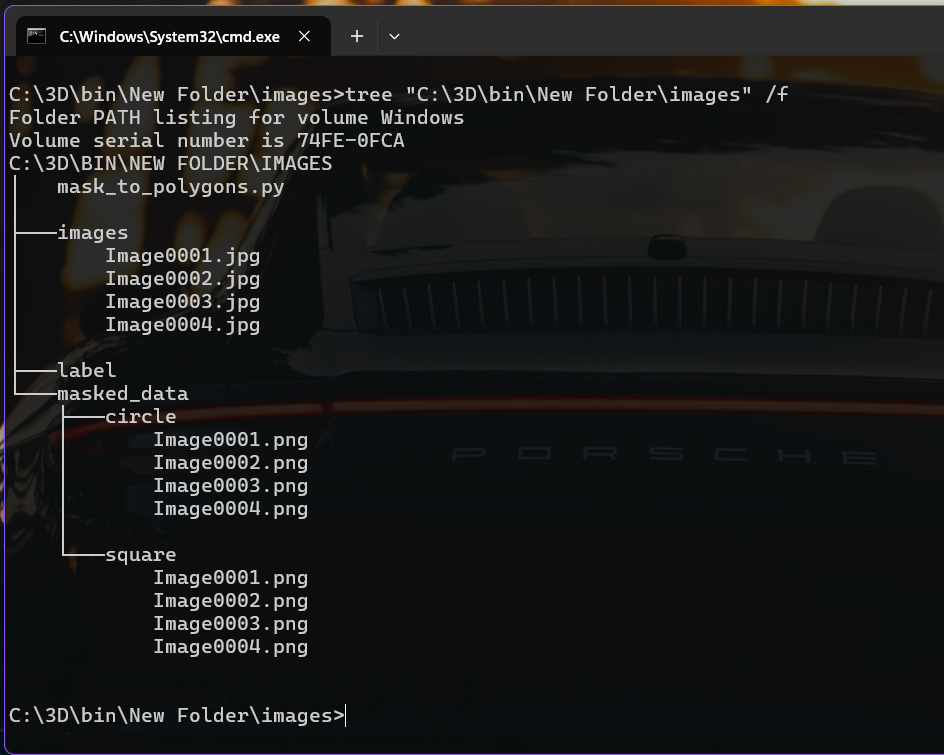 C:\Windows\System32\cmd.exe
C:\3D\bin\New Folder\images>tree "C:\3D\bin\New Folder\images" /f
Folder PATH listing for volume Windows
Volume serial number is 74FE-0FCA
C:\3D\BIN\NEW FOLDER\IMAGES
mask_to_polygons.py
images
Image0001.jpg
Image0002.jpg
Image0003.jpg
Image0004.jpg
label
masked_data
circle
Image0001.png
Image0002.png
Image0003.png
Image0004.png
PORSCHE
square
Image0001.png
Image0002.png
Image0003.png
Image0004.png
C:\3D\bin\New Folder\images>